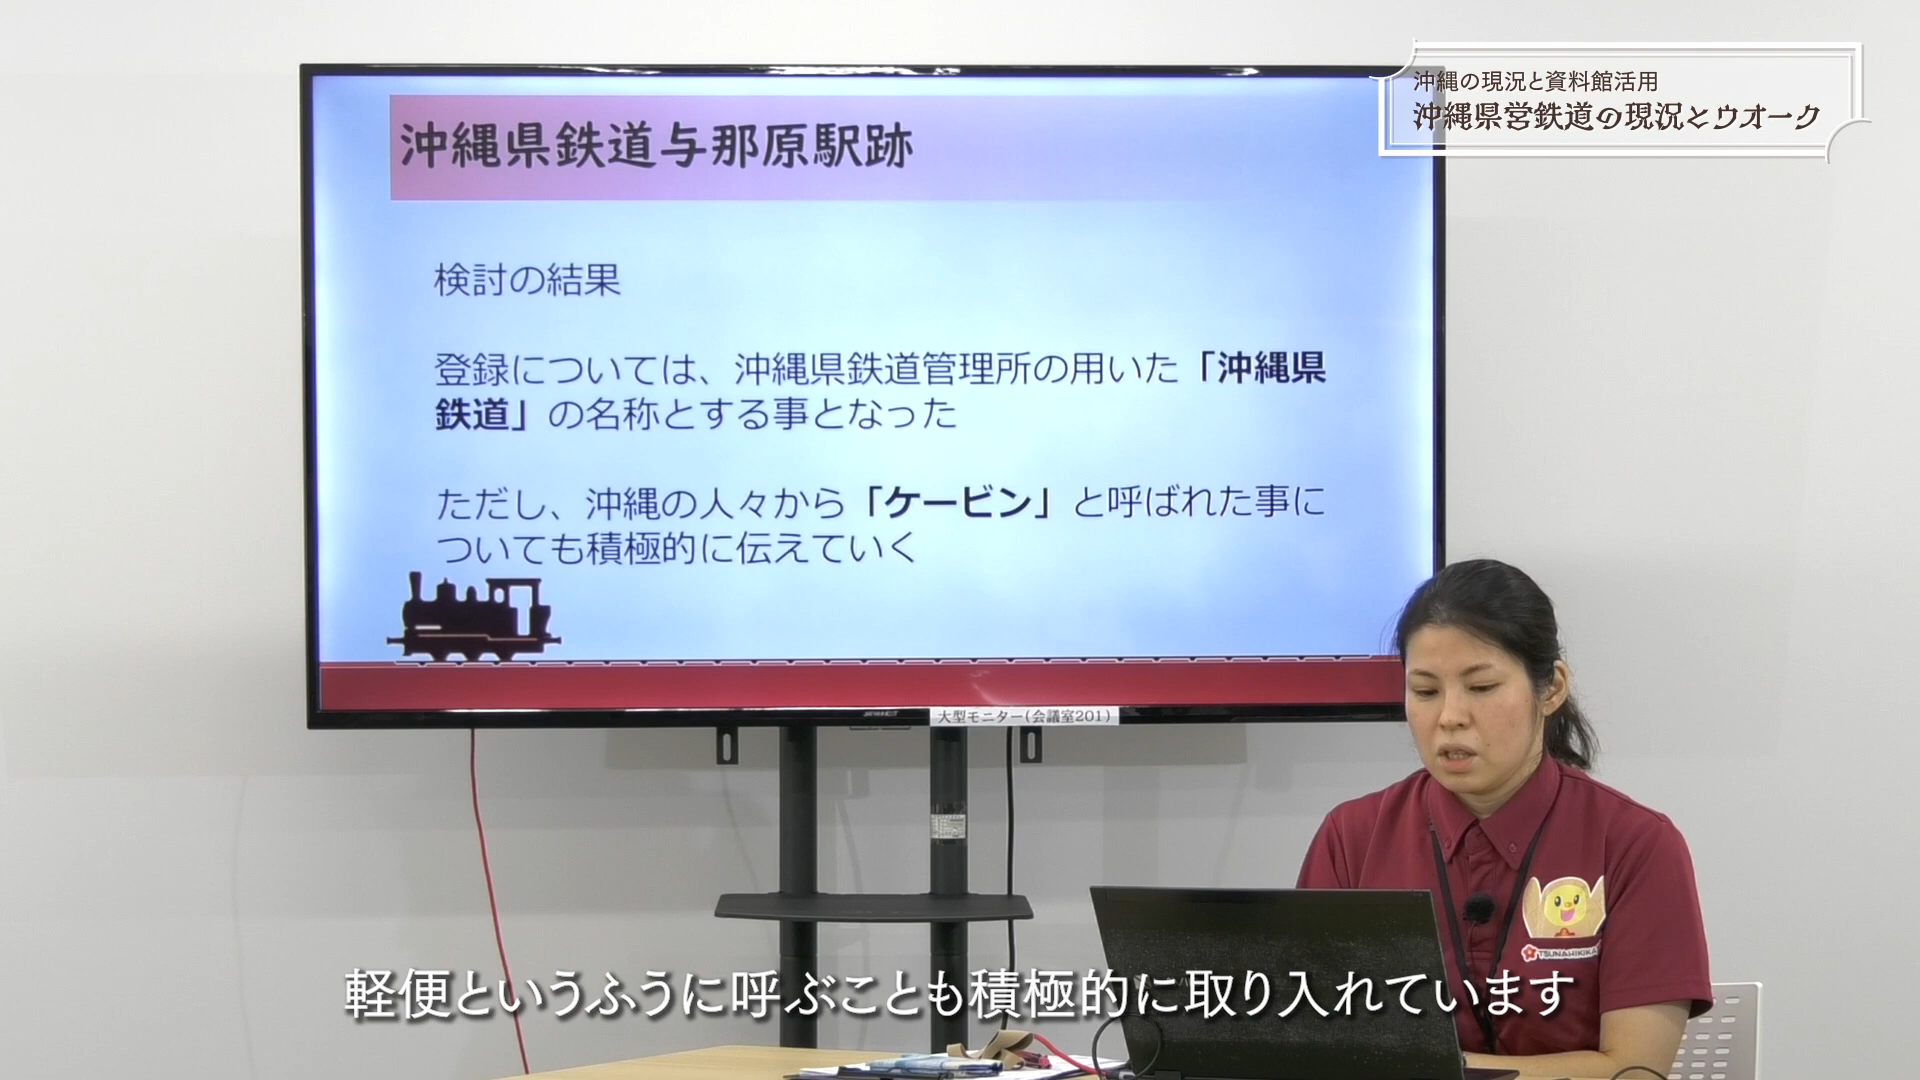 沖縄の現況と資料館活用
沖縄県営鉄道の現況とウオーク
沖縄県鉄道与那原駅跡
検討の結果
登録については、沖縄県鉄道管理所の用いた「沖縄県
鉄道」の名称とする事となった
ただし、沖縄の人々から「ケービン」と呼ばれた事に
ついても積極的に伝えていく
大型モニター(会議室201)
TSUNAHIKIKA
軽便というふうに呼ぶことも積極的に取り入れています